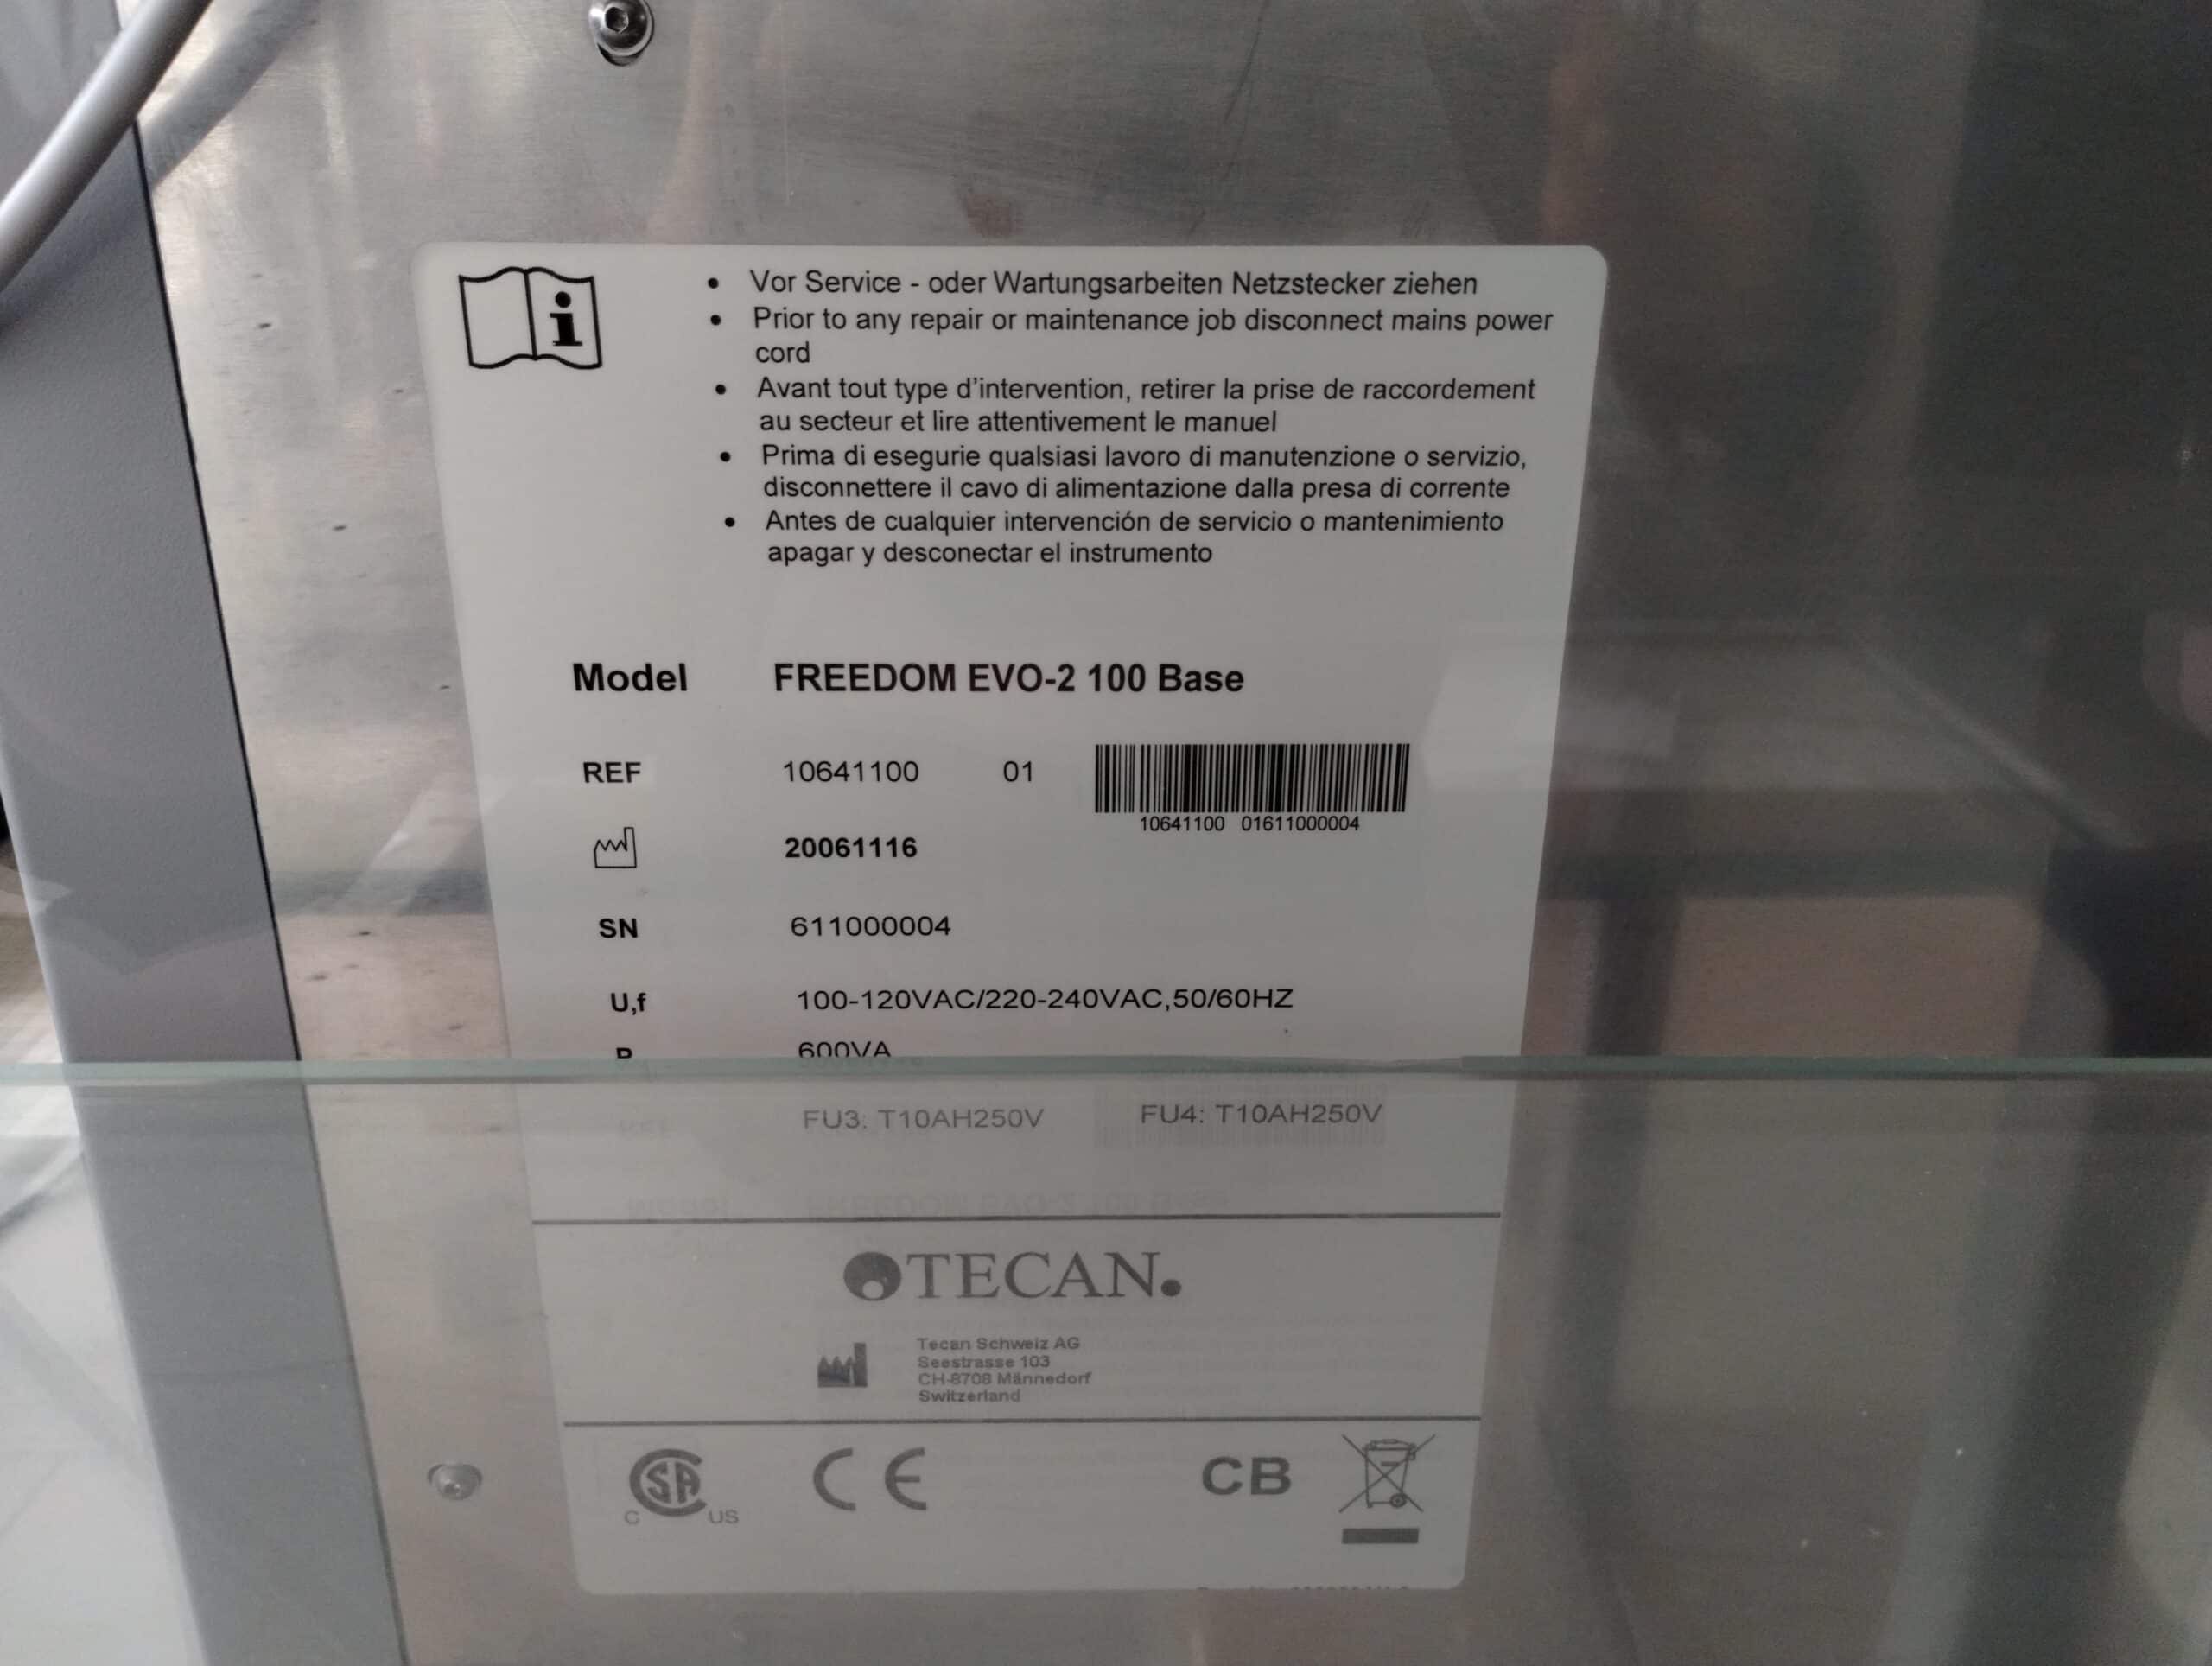 • Vor Service - oder Wartungsarbeiten Netzstecker ziehen
• Prior to any repair or maintenance job disconnect mains power
cord
• Avant tout type d'intervention, retirer la prise de raccordement
au secteur et lire attentivement le manuel
• Prima di esegurie qualsiasi lavoro di manutenzione o servizio,
disconnettere il cavo di alimentazione dalla presa di corrente
• Antes de cualquier intervención de servicio o mantenimiento
apagar y desconectar el instrumento
Model FREEDOM EVO-2 100 Base
REF 10641100 01
10641100 01611000004
20061116
SN 611000004
U,f 100-120VAC/220-240VAC,50/60HZ
P 600VA
FU3: T10AH250V FU4: T10AH250V
TECAN.
Tecan Schweiz AG
Seestrasse 103
CH-8708 Männedorf
Switzerland
C SA US CE CB